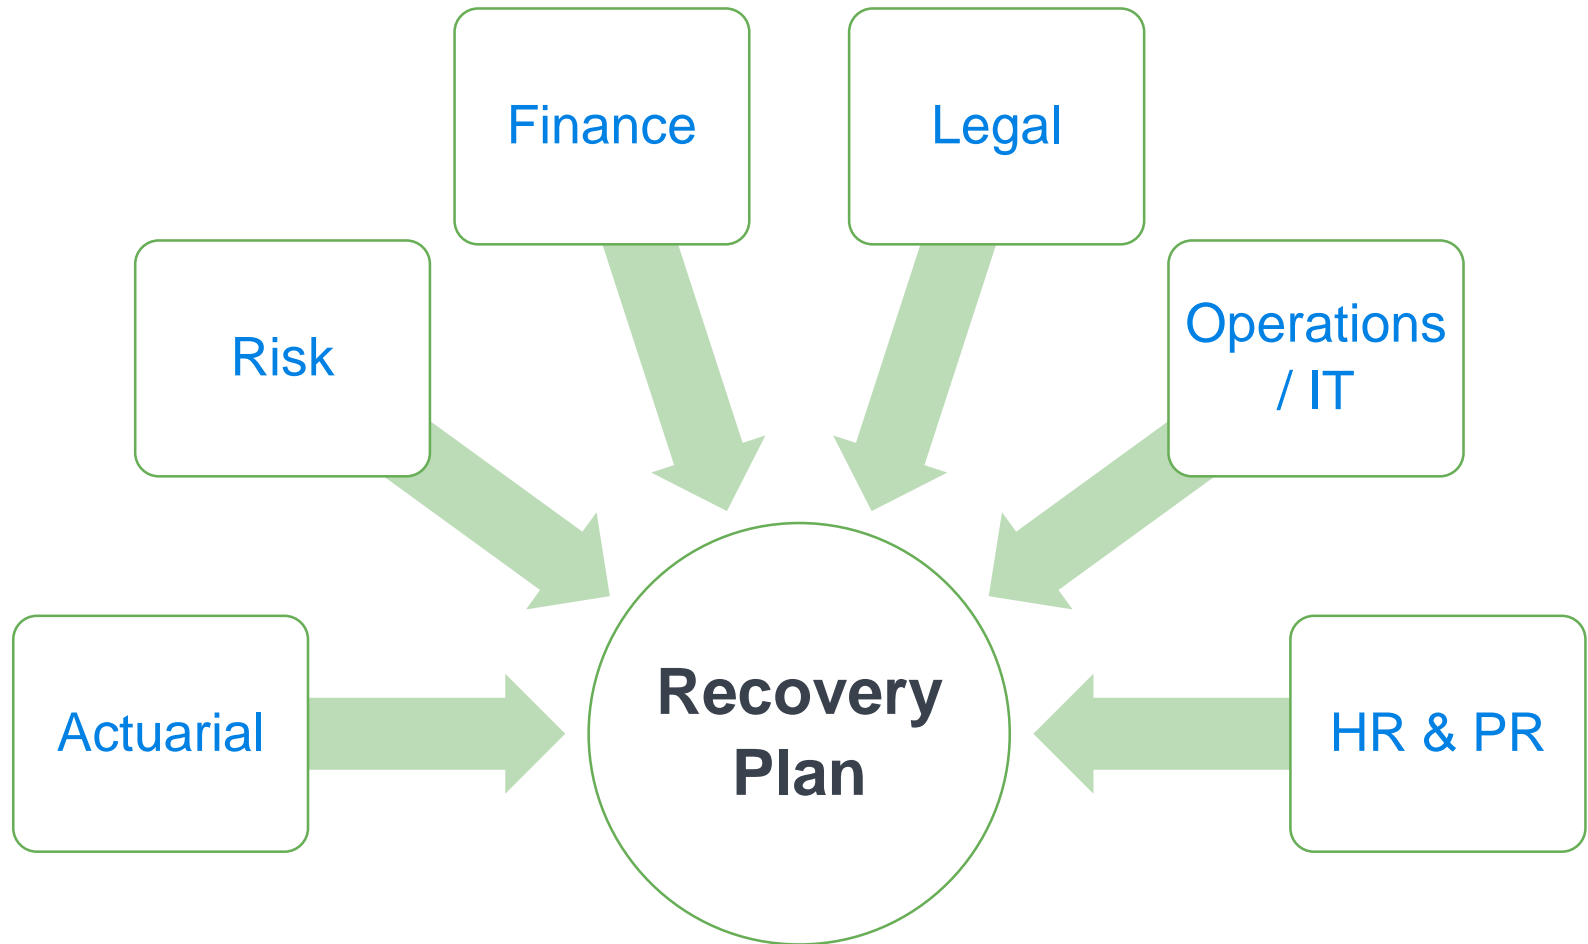 Finance
Legal
Risk
Operations
/ IT
Actuarial
Recovery
Plan
HR & PR